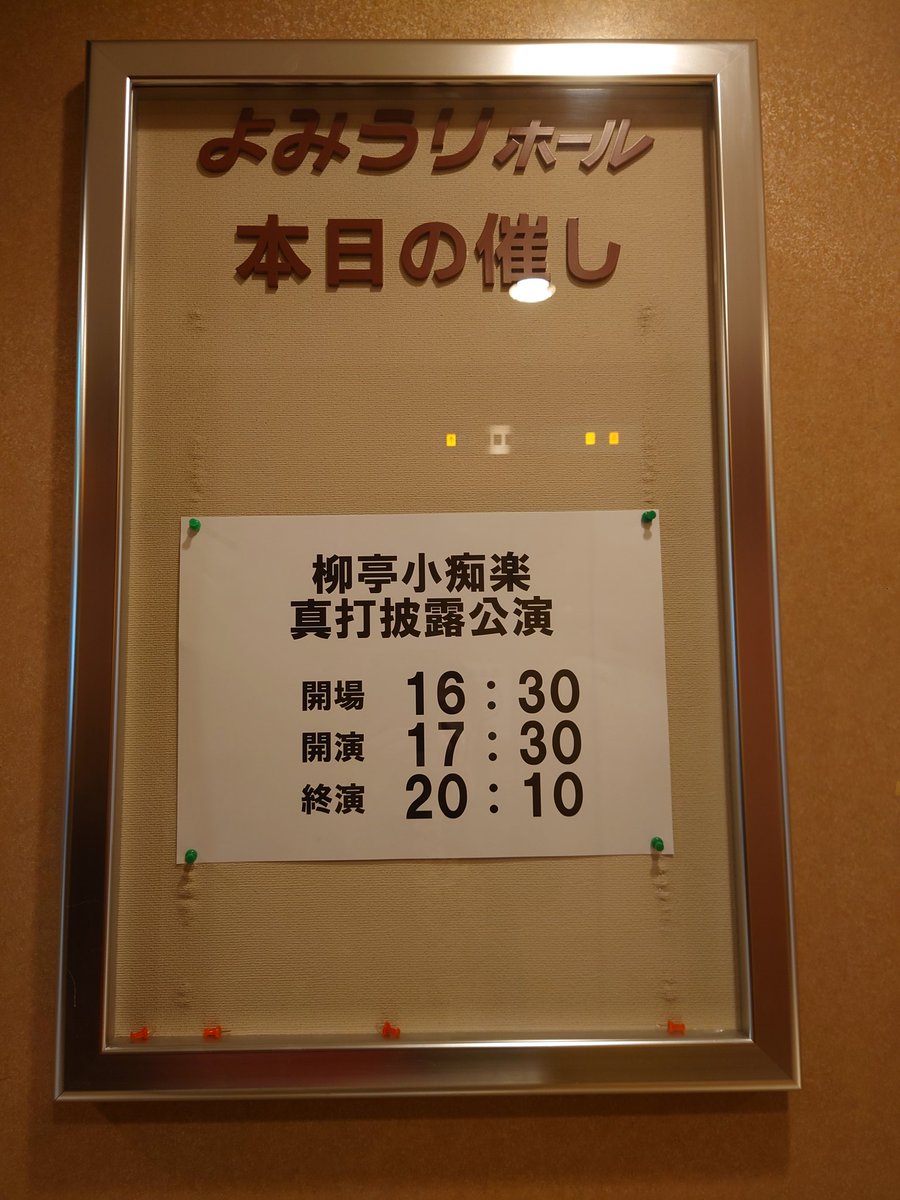 よみうりホール
本日の催し
柳亭小痴楽
真打披露公演
開場 16：30
開演 17：30
終演 20：10